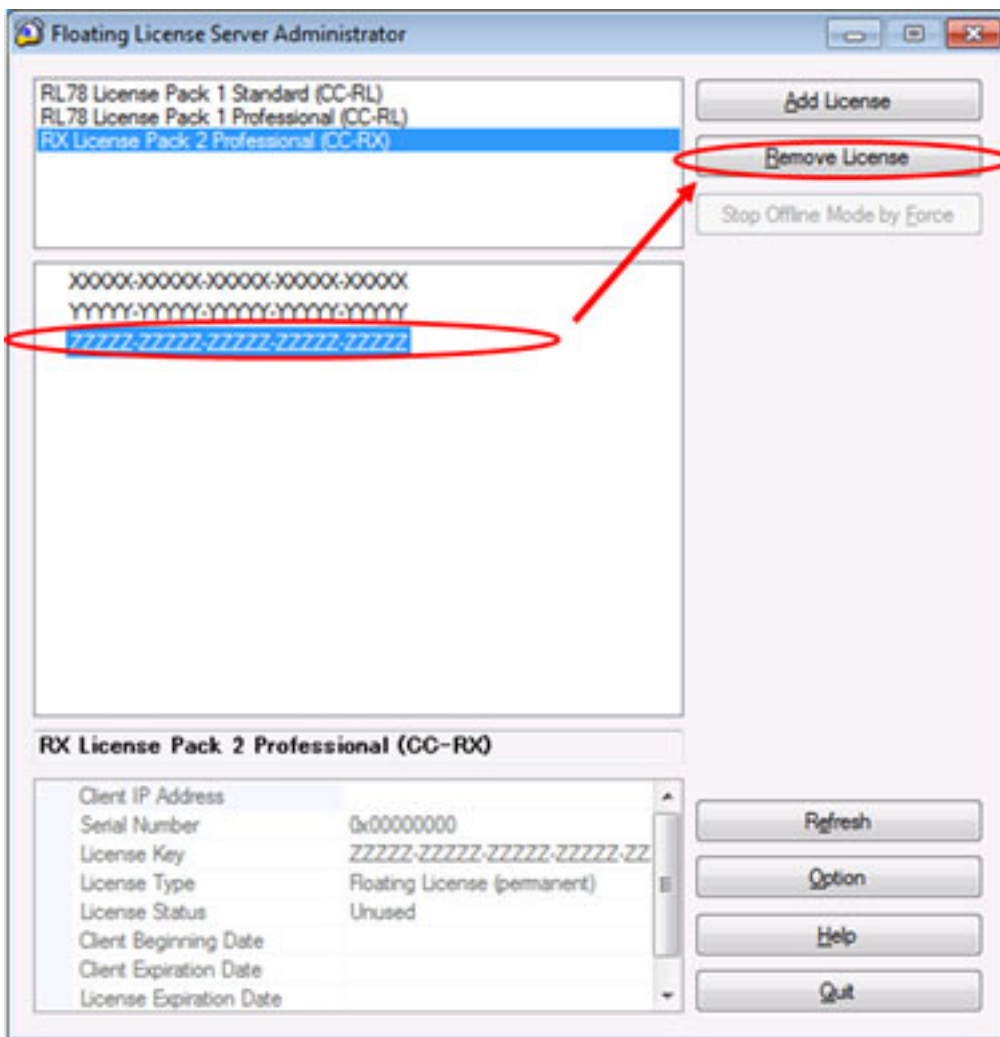 Floating License Server Administrator
RL78 License Pack 1 Standard (CC-RL)
RL78 License Pack 1 Professional (CC-RL)
RX License Pack 2 Professional (CC-RX)
Add License
Remove License
Stop Offline Mode by Force
XXXXX-XXXXX-XXXXX-XXXXX-XXXXX
YYYYY-YYYYY-YYYYY-YYYYY-YYYYY
ZZZZZ-ZZZZZ-ZZZZZ-ZZZZZ-ZZZZZ
RX License Pack 2 Professional (CC-RX)
Client IP Address
Serial Number 0x00000000
License Key ZZZZZ-ZZZZZ-ZZZZZ-ZZZZZ-ZZ
License Type Floating License (permanent)
License Status Unused
Client Beginning Date
Client Expiration Date
License Expiration Date
Refresh
Option
Help
Quit